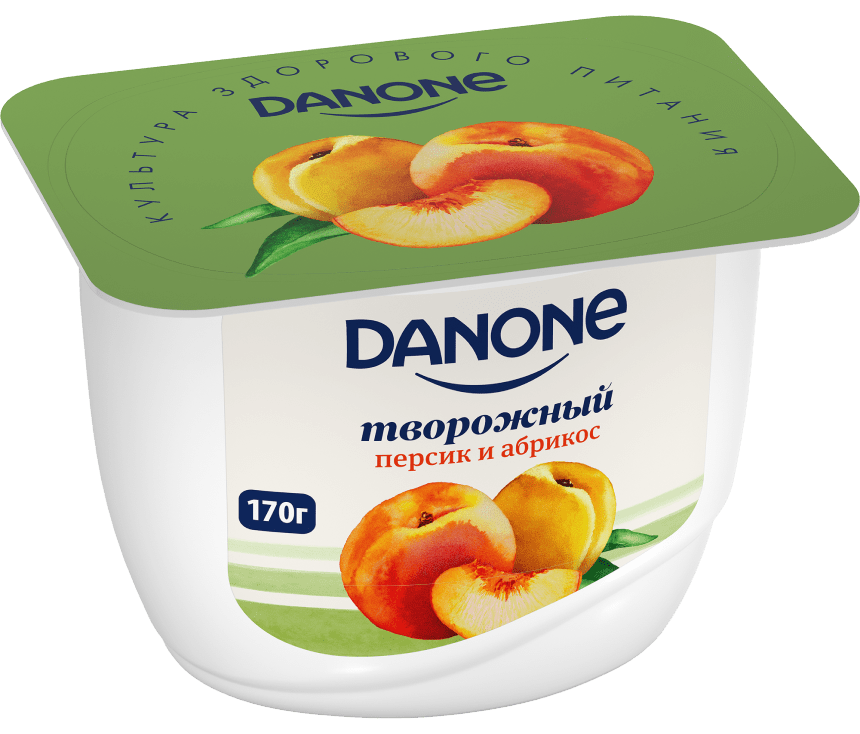 КУЛЬТУРА ЗДОРОВОГО ПИТАНИЯ
DANONE
DANONE
творожный
персик и абрикос
170г